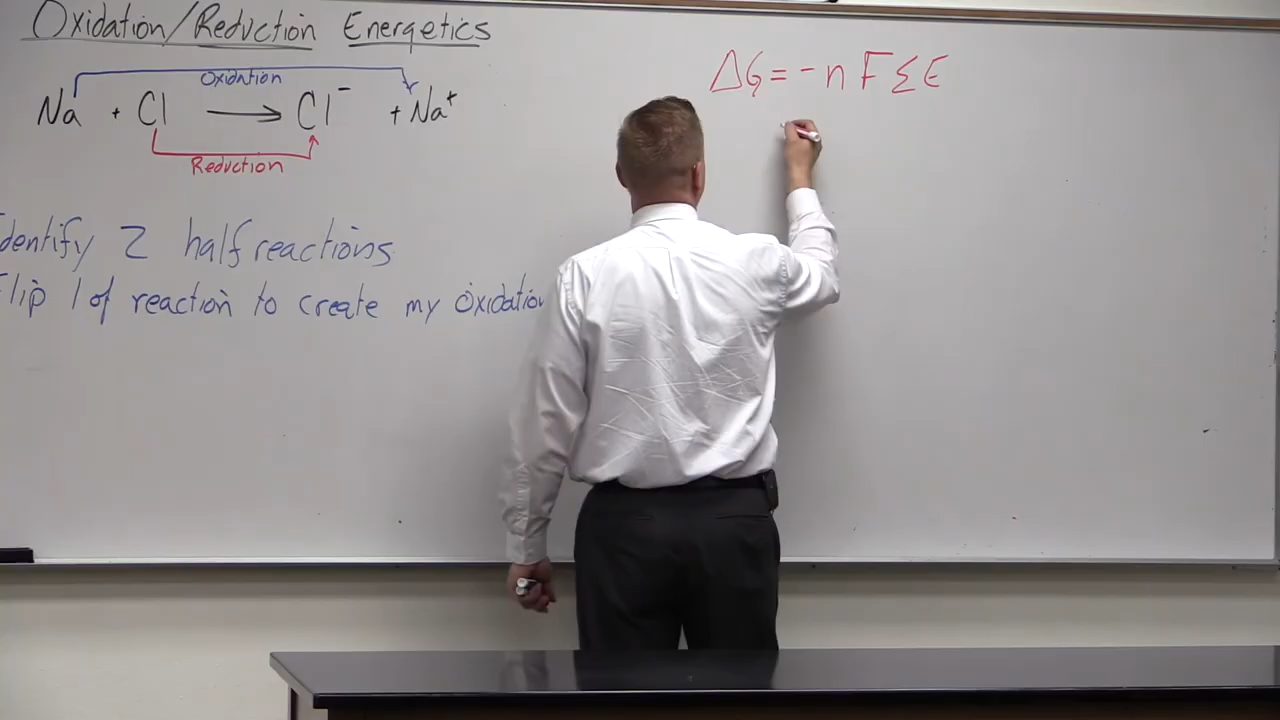 Oxidation/Reduction Energetics
Oxidation
Na + Cl → Cl⁻ + Na⁺
Reduction
dentify 2 half reactions
lip 1 of reaction to create my oxidation
ΔG = -n F Σ E